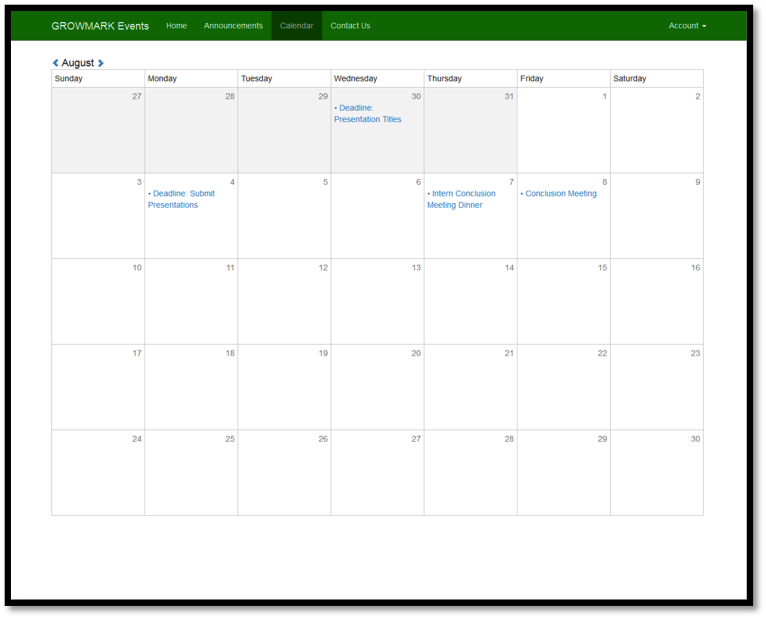 GROWMARK Events Home Announcements Calendar Contact Us Account
August
Sunday Monday Tuesday Wednesday Thursday Friday Saturday
27 28 29 30 31 1 2
• Deadline:
Presentation Titles
3 4 5 6 7 8 9
• Deadline: Submit • Intern Conclusion • Conclusion Meeting
Presentations Meeting Dinner
10 11 12 13 14 15 16
17 18 19 20 21 22 23
24 25 26 27 28 29 30